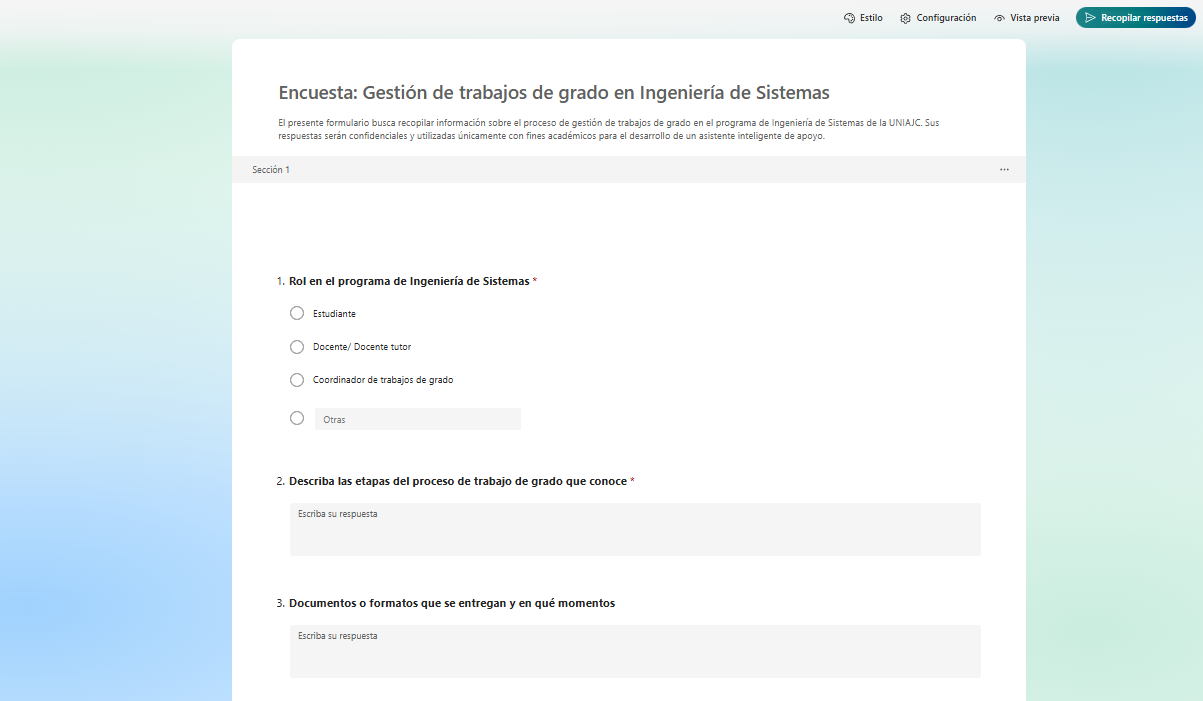 Estilo Configuración Vista previa Recopilar respuestas
Encuesta: Gestión de trabajos de grado en Ingeniería de Sistemas
El presente formulario busca recopilar información sobre el proceso de gestión de trabajos de grado en el programa de Ingeniería de Sistemas de la UNIAJC. Sus
respuestas serán confidenciales y utilizadas únicamente con fines académicos para el desarrollo de un asistente inteligente de apoyo.
Sección 1 ...
1. Rol en el programa de Ingeniería de Sistemas *
Estudiante
Docente/ Docente tutor
Coordinador de trabajos de grado
Otras
2. Describa las etapas del proceso de trabajo de grado que conoce *
Escriba su respuesta
3. Documentos o formatos que se entregan y en qué momentos
Escriba su respuesta